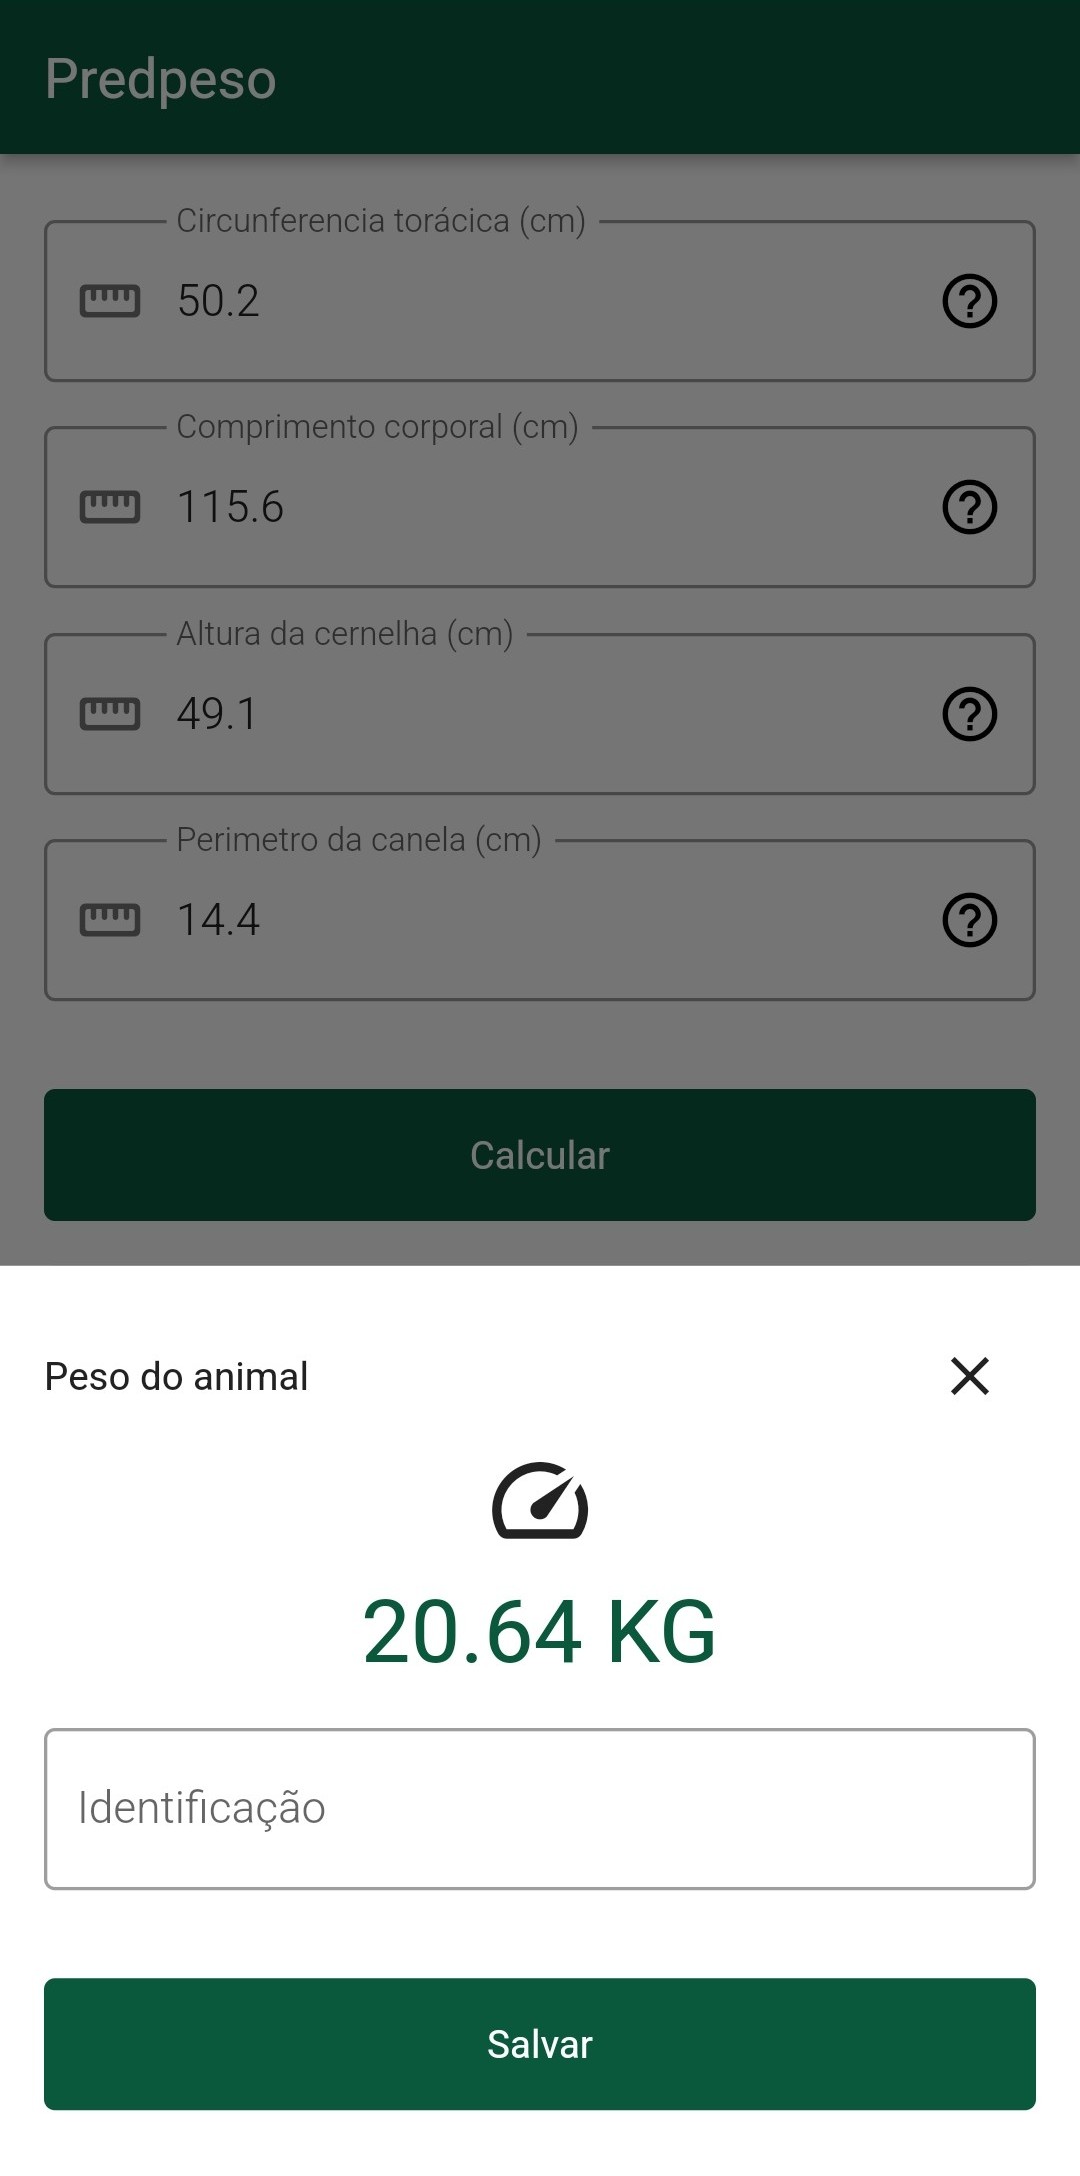 Predpeso
Circunferencia torácica (cm)
50.2
Comprimento corporal (cm)
115.6
Altura da cernelha (cm)
49.1
Perimetro da canela (cm)
14.4
Calcular
Peso do animal
20.64 KG
Identificação
Salvar